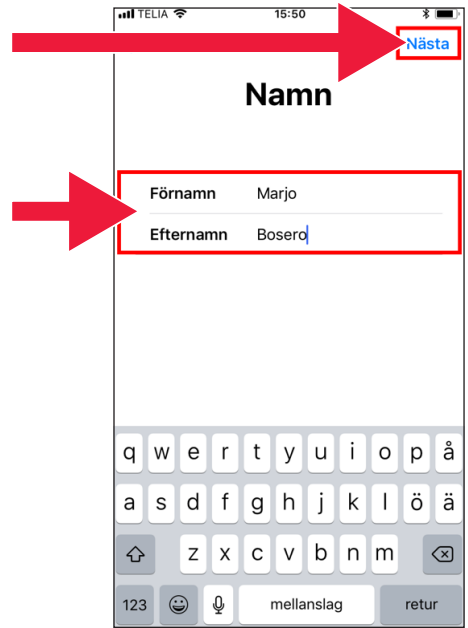 TELIA 15:50
Nästa
Namn
Förnamn Marjo
Efternamn Bosero
q w e r t y u i o p å
a s d f g h j k l ö ä
z x c v b n m
123 mellanslag retur